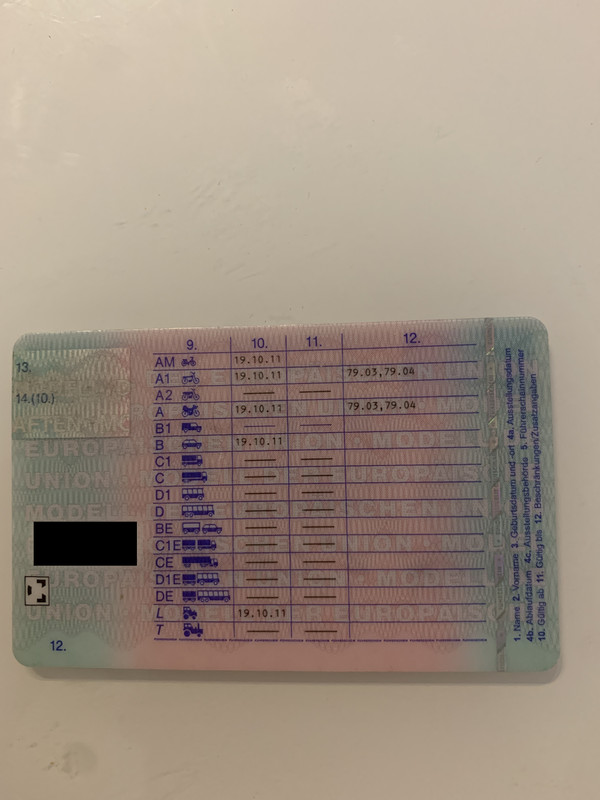 9. 10. 11. 12.
13.
14.(10.)
AM 19.10.11
A1 19.10.11 79.03,79.04
A2
A 19.10.11 79.03,79.04
B1
B 19.10.11
C1
C
D1
D
BE
C1E
CE
D1E
DE
L 19.10.11
T
12.
1. Name 2. Vorname 3. Geburtsdatum und -ort 4a. Ausstellungsdatum
4b. Ablaufdatum 4c. Ausstellungsbehörde 5. Führerscheinnummer
10. Gültig ab 11. Gültig bis 12. Beschränkungen/Zusatzangaben